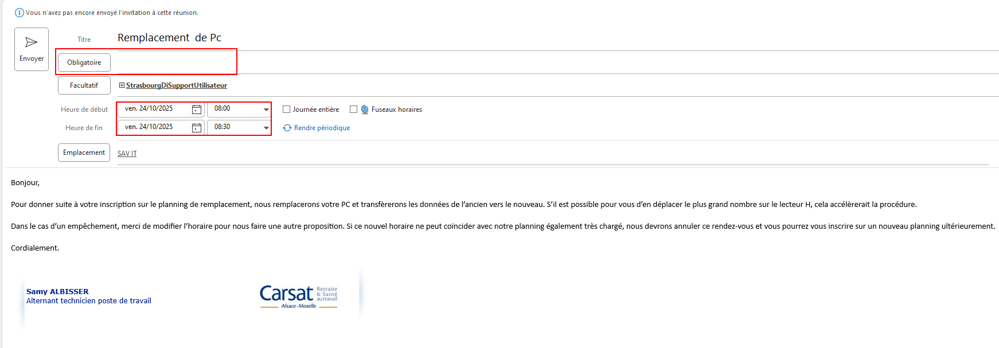 Vous n'avez pas encore envoyé l'invitation à cette réunion.
Envoyer
Titre
Remplacement  de Pc
Obligatoire
Facultatif
StrasbourgDiSupportUtilisateur
Heure de début
ven. 24/10/2025
08:00
Journée entière
Fuseaux horaires
Heure de fin
ven. 24/10/2025
08:30
Rendre périodique
Emplacement
SAV IT
Bonjour,
Pour donner suite à votre inscription sur le planning de remplacement, nous remplacerons votre PC et transfèrerons les données de l’ancien vers le nouveau. S’il est possible pour vous d’en déplacer le plus grand nombre sur le lecteur H, cela accélèrerait la procédure.
Dans le cas d’un empêchement, merci de modifier l’horaire pour nous faire une autre proposition. Si ce nouvel horaire ne peut coïncider avec notre planning également très chargé, nous devrons annuler ce rendez-vous et vous pourrez vous inscrire sur un nouveau planning ultérieurement.
Cordialement.
Samy ALBISSER
Alternant technicien poste de travail
Carsat
Retraite
& Santé
au travail
Alsace-Moselle